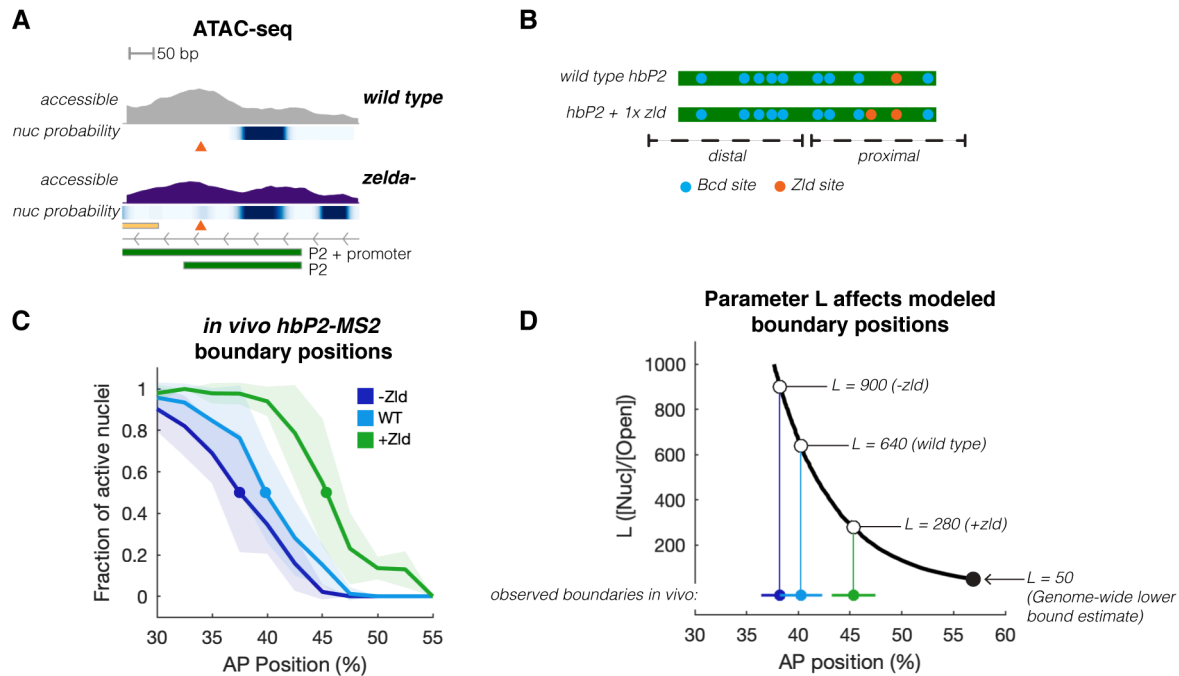 A
ATAC-seq
50 bp
accessible
wild type
nuc probability
accessible
zelda-
nuc probability
P2 + promoter
P2
B
wild type hbP2
hbP2 + 1x zld
distal
proximal
Bcd site
Zld site
C
in vivo hbP2-MS2
boundary positions
Fraction of active nuclei
1
0.8
0.6
0.4
0.2
0
-Zld
WT
+Zld
30
35
40
45
50
55
AP Position (%)
D
Parameter L affects modeled
boundary positions
L ([Nuc]/[Open])
1000
800
600
400
200
L = 900 (-zld)
L = 640 (wild type)
L = 280 (+zld)
L = 50
(Genome-wide lower
bound estimate)
observed boundaries in vivo:
30
35
40
45
50
55
60
AP position (%)